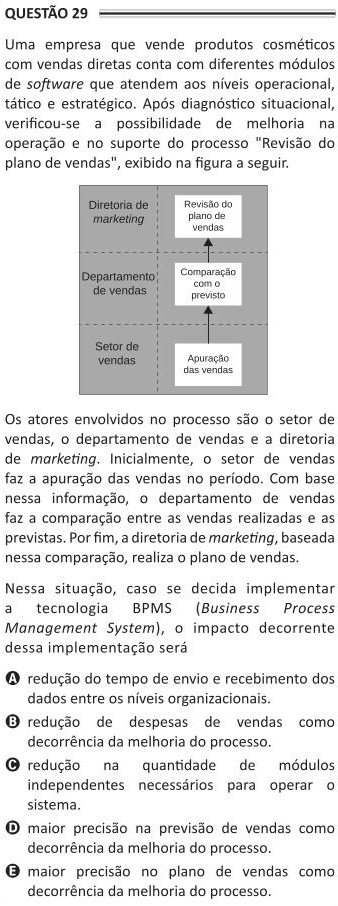 QUESTÃO 29
Uma empresa que vende produtos cosméticos
com vendas diretas conta com diferentes módulos
de software que atendem aos níveis operacional,
tático e estratégico. Após diagnóstico situacional,
verificou-se a possibilidade de melhoria na
operação e no suporte do processo "Revisão do
plano de vendas", exibido na figura a seguir.
Diretoria de
marketing
Revisão do
plano de
vendas
Departamento
de vendas
Comparação
com o
previsto
Setor de
vendas
Apuração
das vendas
Os atores envolvidos no processo são o setor de
vendas, o departamento de vendas e a diretoria
de marketing. Inicialmente, o setor de vendas
faz a apuração das vendas no período. Com base
nessa informação, o departamento de vendas
faz a comparação entre as vendas realizadas e as
previstas. Por fim, a diretoria de marketing, baseada
nessa comparação, realiza o plano de vendas.
Nessa situação, caso se decida implementar
a tecnologia BPMS (Business Process
Management System), o impacto decorrente
dessa implementação será
A redução do tempo de envio e recebimento dos
dados entre os níveis organizacionais.
B redução de despesas de vendas como
decorrência da melhoria do processo.
C redução na quantidade de módulos
independentes necessários para operar o
sistema.
D maior precisão na previsão de vendas como
decorrência da melhoria do processo.
E maior precisão no plano de vendas como
decorrência da melhoria do processo.